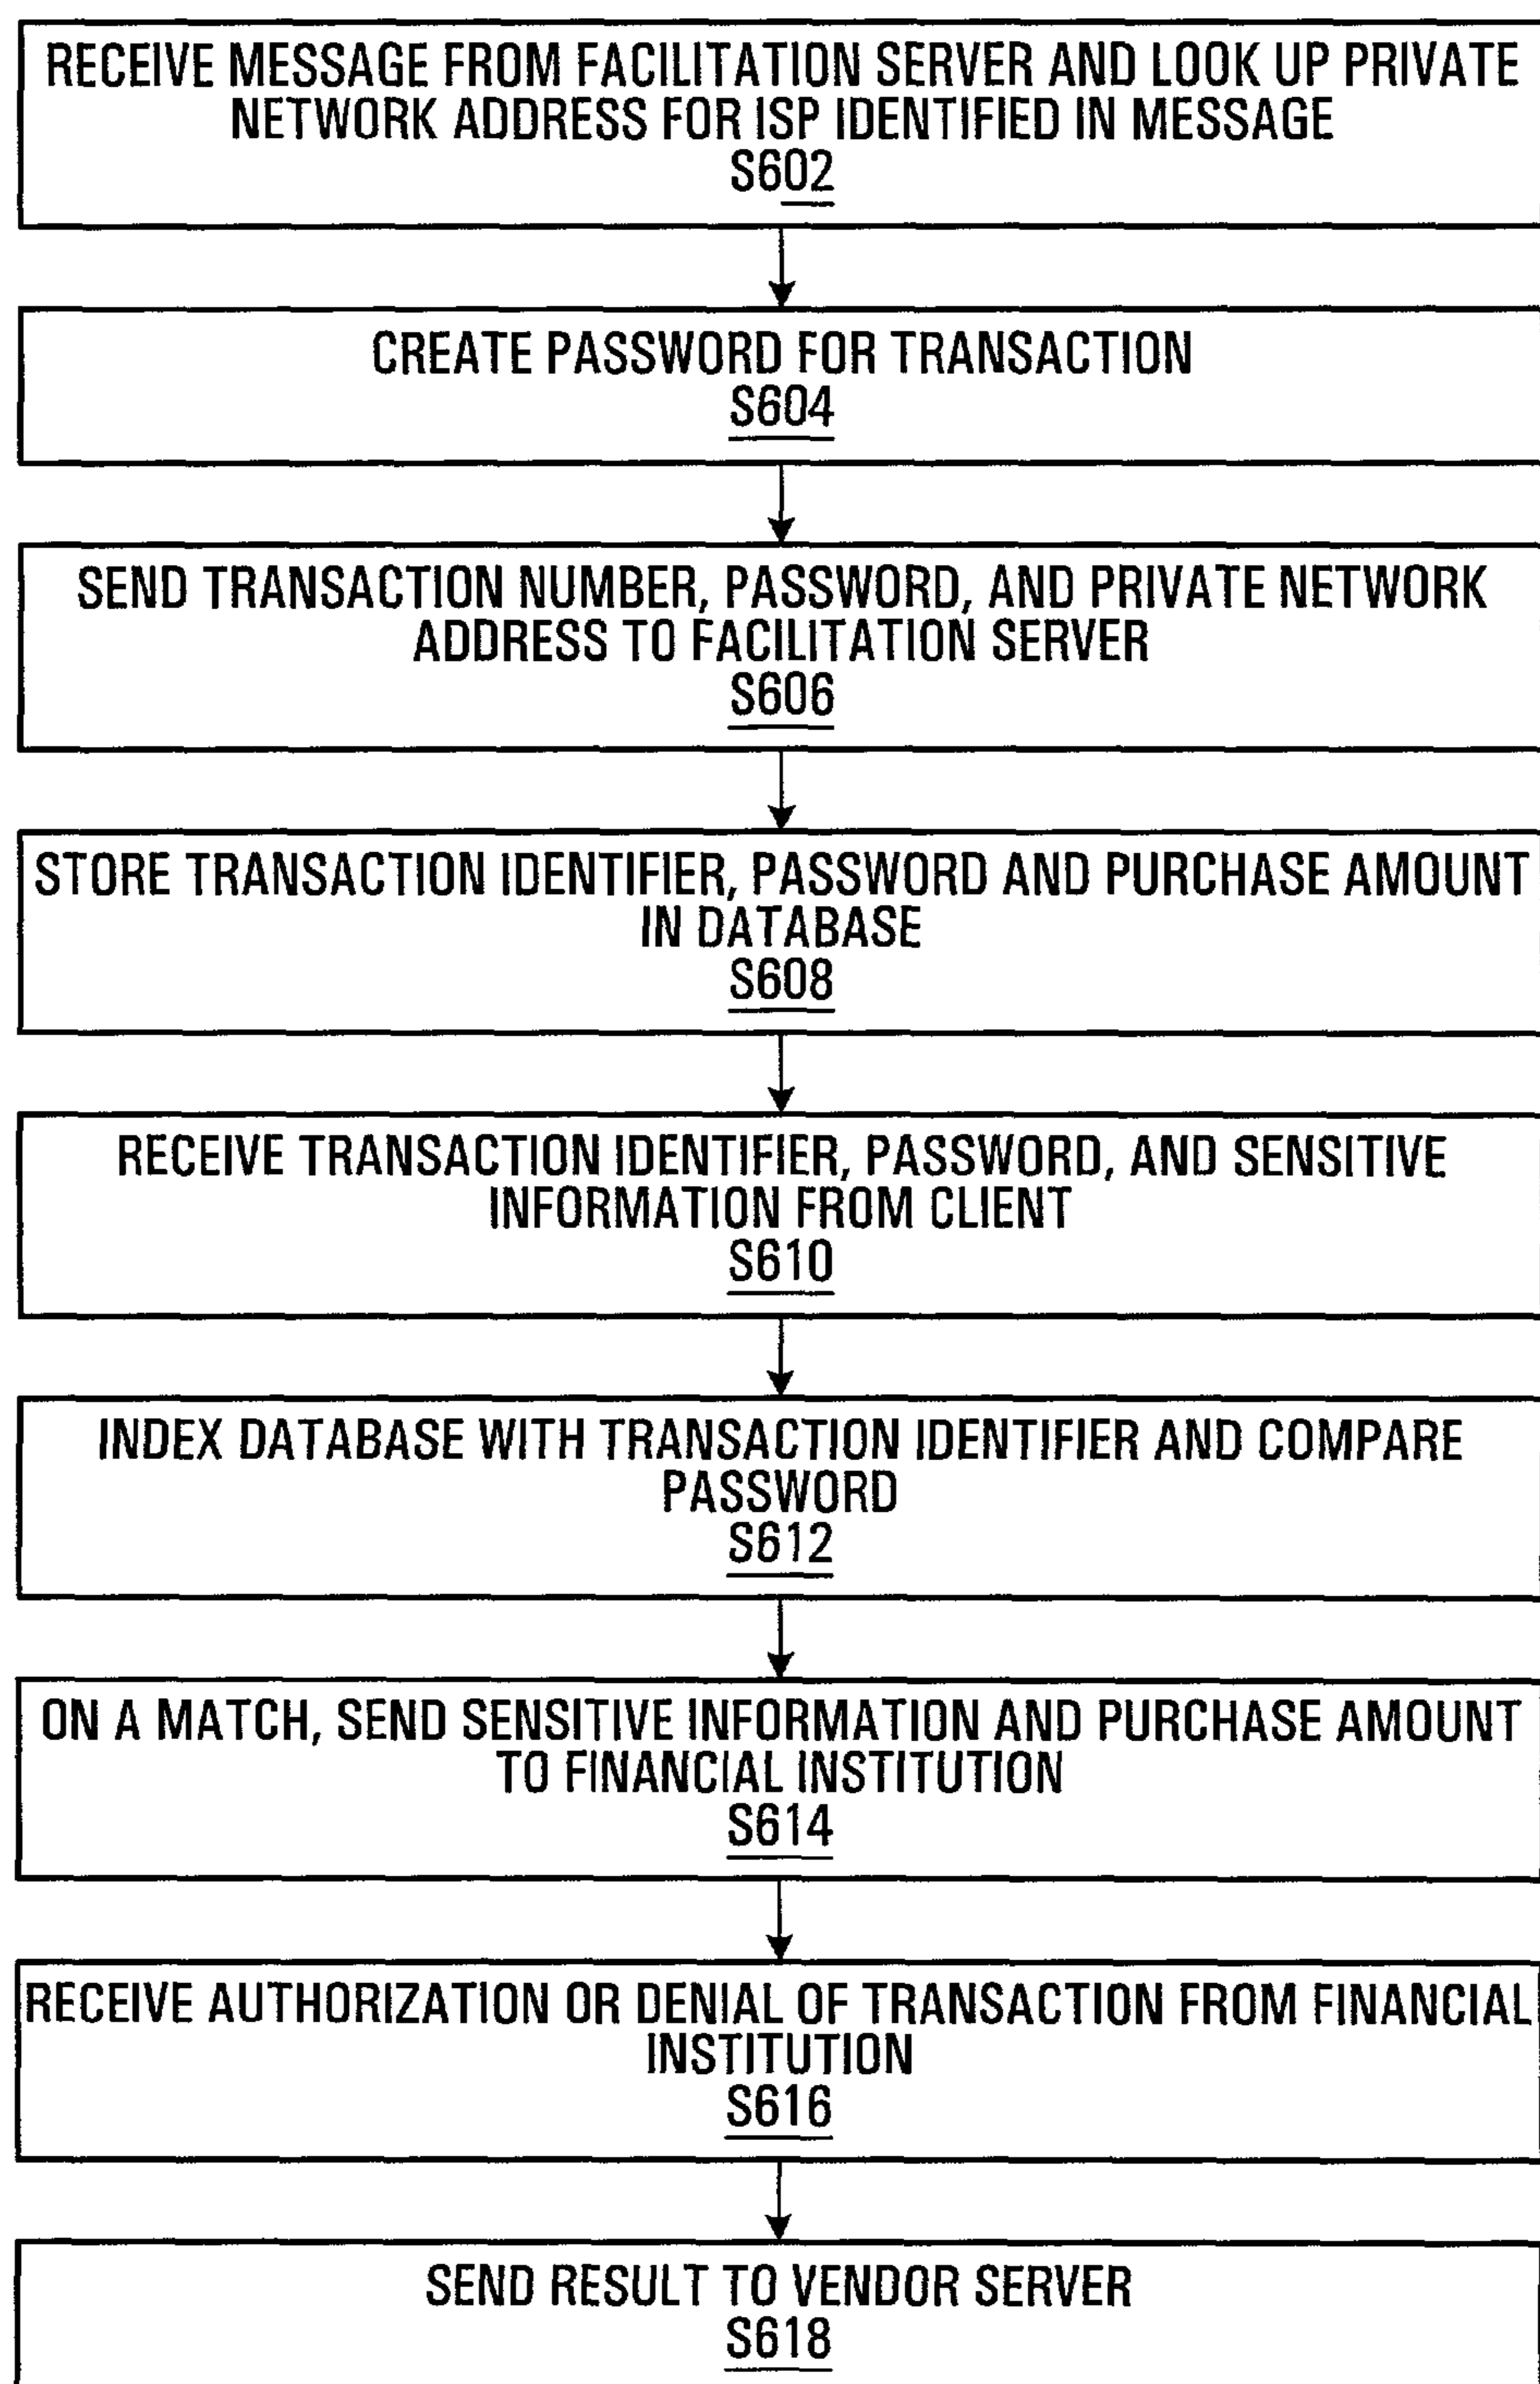 RECEIVE MESSAGE FROM FACILITATION SERVER AND LOOK UP PRIVATE
NETWORK ADDRESS FOR ISP IDENTIFIED IN MESSAGE
S602
CREATE PASSWORD FOR TRANSACTION
S604
SEND TRANSACTION NUMBER, PASSWORD, AND PRIVATE NETWORK
ADDRESS TO FACILITATION SERVER
S606
STORE TRANSACTION IDENTIFIER, PASSWORD AND PURCHASE AMOUNT
IN DATABASE
S608
RECEIVE TRANSACTION IDENTIFIER, PASSWORD, AND SENSITIVE
INFORMATION FROM CLIENT
S610
INDEX DATABASE WITH TRANSACTION IDENTIFIER AND COMPARE
PASSWORD
S612
ON A MATCH, SEND SENSITIVE INFORMATION AND PURCHASE AMOUNT
TO FINANCIAL INSTITUTION
S614
RECEIVE AUTHORIZATION OR DENIAL OF TRANSACTION FROM FINANCIAL
INSTITUTION
S616
SEND RESULT TO VENDOR SERVER
S618